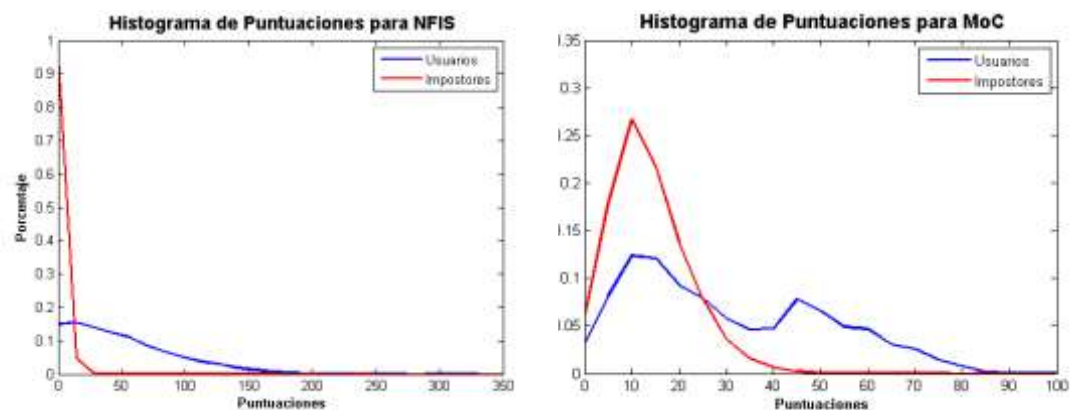 Histograma de Puntuaciones para NFIS
1
0.9
0.8
0.7
0.6
0.5
0.4
0.3
0.2
0.1
0
Porcentaje
Usuarios
Impostores
0 50 100 150 200 250 300 350
Puntuaciones
Histograma de Puntuaciones para MoC
0.35
0.3
0.25
0.2
0.15
0.1
0.05
0
Usuarios
Impostores
0 10 20 30 40 50 60 70 80 90 100
Puntuaciones